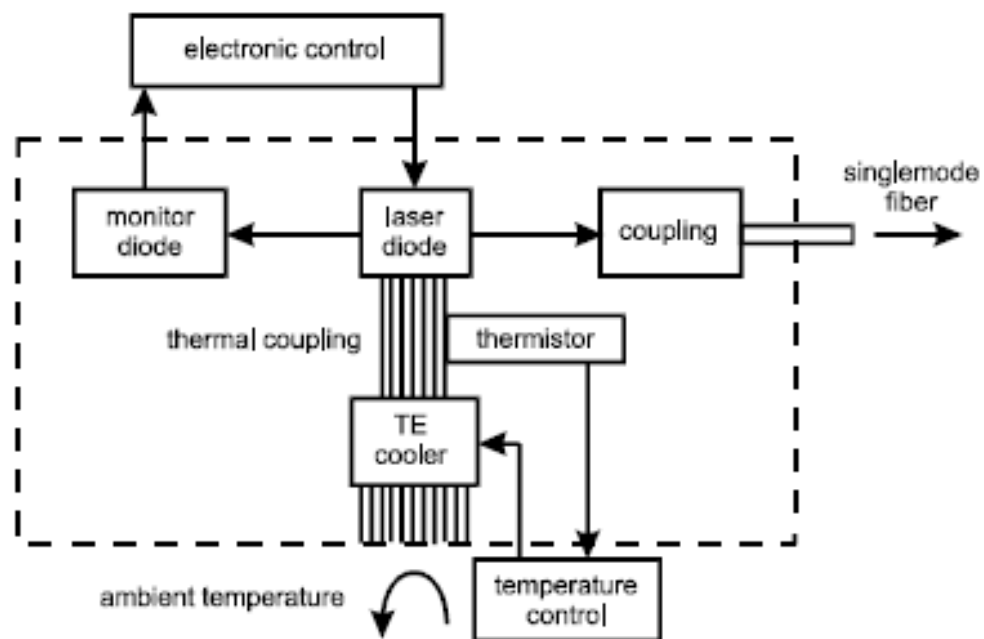 electronic control
singlemode
fiber
monitor
diode
laser
diode
coupling
thermal coupling
thermistor
TE
cooler
ambient temperature
temperature
control